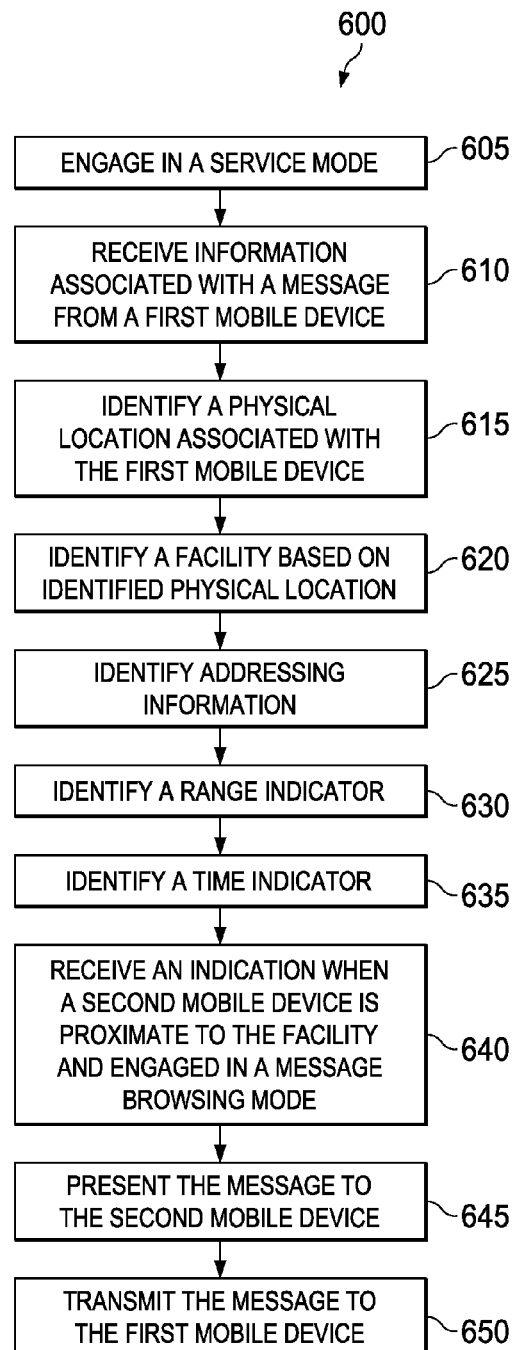 600
ENGAGE IN A SERVICE MODE
605
RECEIVE INFORMATION
ASSOCIATED WITH A MESSAGE
FROM A FIRST MOBILE DEVICE
610
IDENTIFY A PHYSICAL
LOCATION ASSOCIATED WITH
THE FIRST MOBILE DEVICE
615
IDENTIFY A FACILITY BASED ON
IDENTIFIED PHYSICAL LOCATION
620
IDENTIFY ADDRESSING
INFORMATION
625
IDENTIFY A RANGE INDICATOR
630
IDENTIFY A TIME INDICATOR
635
RECEIVE AN INDICATION WHEN
A SECOND MOBILE DEVICE IS
PROXIMATE TO THE FACILITY
AND ENGAGED IN A MESSAGE
BROWSING MODE
640
PRESENT THE MESSAGE TO
THE SECOND MOBILE DEVICE
645
TRANSMIT THE MESSAGE TO
THE FIRST MOBILE DEVICE
650